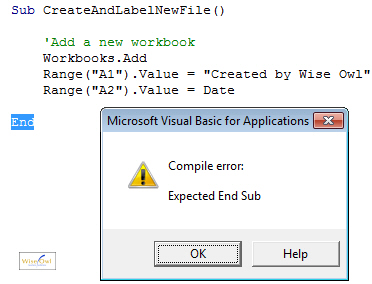 Sub CreateAndLabelNewFile()
'Add a new workbook
Workbooks.Add
Range("A1").Value = "Created by Wise Owl"
Range("A2").Value = Date
End
Microsoft Visual Basic for Applications
Compile error:
Expected End Sub
OK
Help
Wise Owl